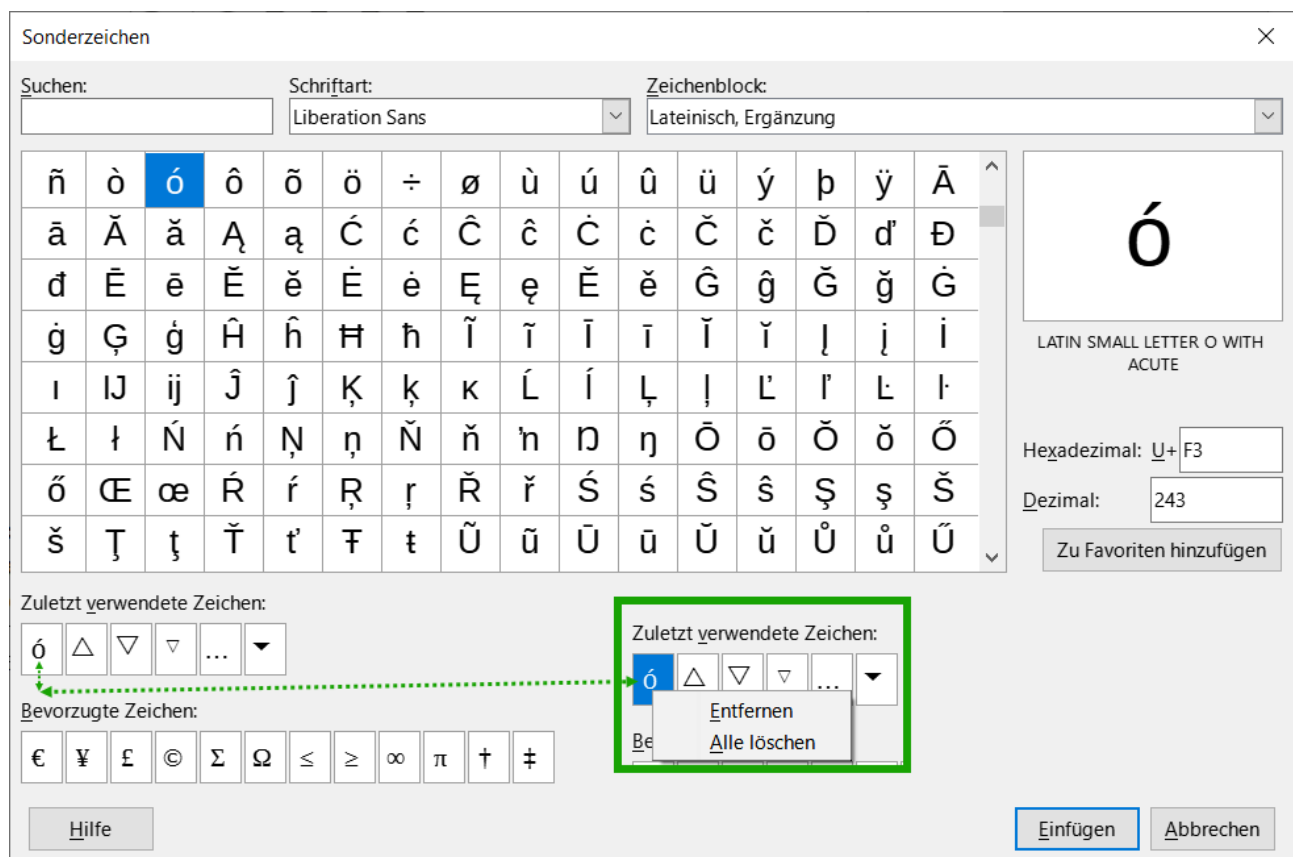 Sonderzeichen
Suchen:
Schriftart:
Zeichenblock:
Liberation Sans
Lateinisch, Ergänzung
ñ ò ó ô õ ö ÷ ø ù ú û ü ý þ ÿ Ā
ā Ă ă Ą ą Ć ć Ĉ ĉ Ċ ċ Č č Ď ď Đ
đ Ē ē Ĕ ĕ Ė ė Ę ę Ě ě Ĝ ĝ Ğ ğ Ġ
ġ Ģ ģ Ĥ ĥ Ħ ħ Ĩ ĩ Ī ī Ĭ ĭ Į į İ
ı Ĳ ĳ Ĵ ĵ Ķ ķ ĸ Ĺ ĺ Ļ ļ Ľ ľ Ŀ ŀ
Ł ł Ń ń Ņ ņ Ň ň ŉ Ŋ ŋ Ō ō Ŏ ŏ Ő
ő Œ œ Ŕ ŕ Ŗ ŗ Ř ř Ś ś Ŝ ŝ Ş ş Š
š Ţ ţ Ť ť Ŧ ŧ Ũ ũ Ū ū Ŭ ŭ Ů ů Ű
ó
LATIN SMALL LETTER O WITH
ACUTE
Hexadezimal: U+ F3
Dezimal: 243
Zu Favoriten hinzufügen
Zuletzt verwendete Zeichen:
ó △ ▽ ▿ …
Bevorzugte Zeichen:
€ ¥ £ © Σ Ω ≤ ≥ ∞ π † ‡
Zuletzt verwendete Zeichen:
ó △ ▽ ▿ …
Entfernen
Be
Alle löschen
Hilfe
Einfügen
Abbrechen